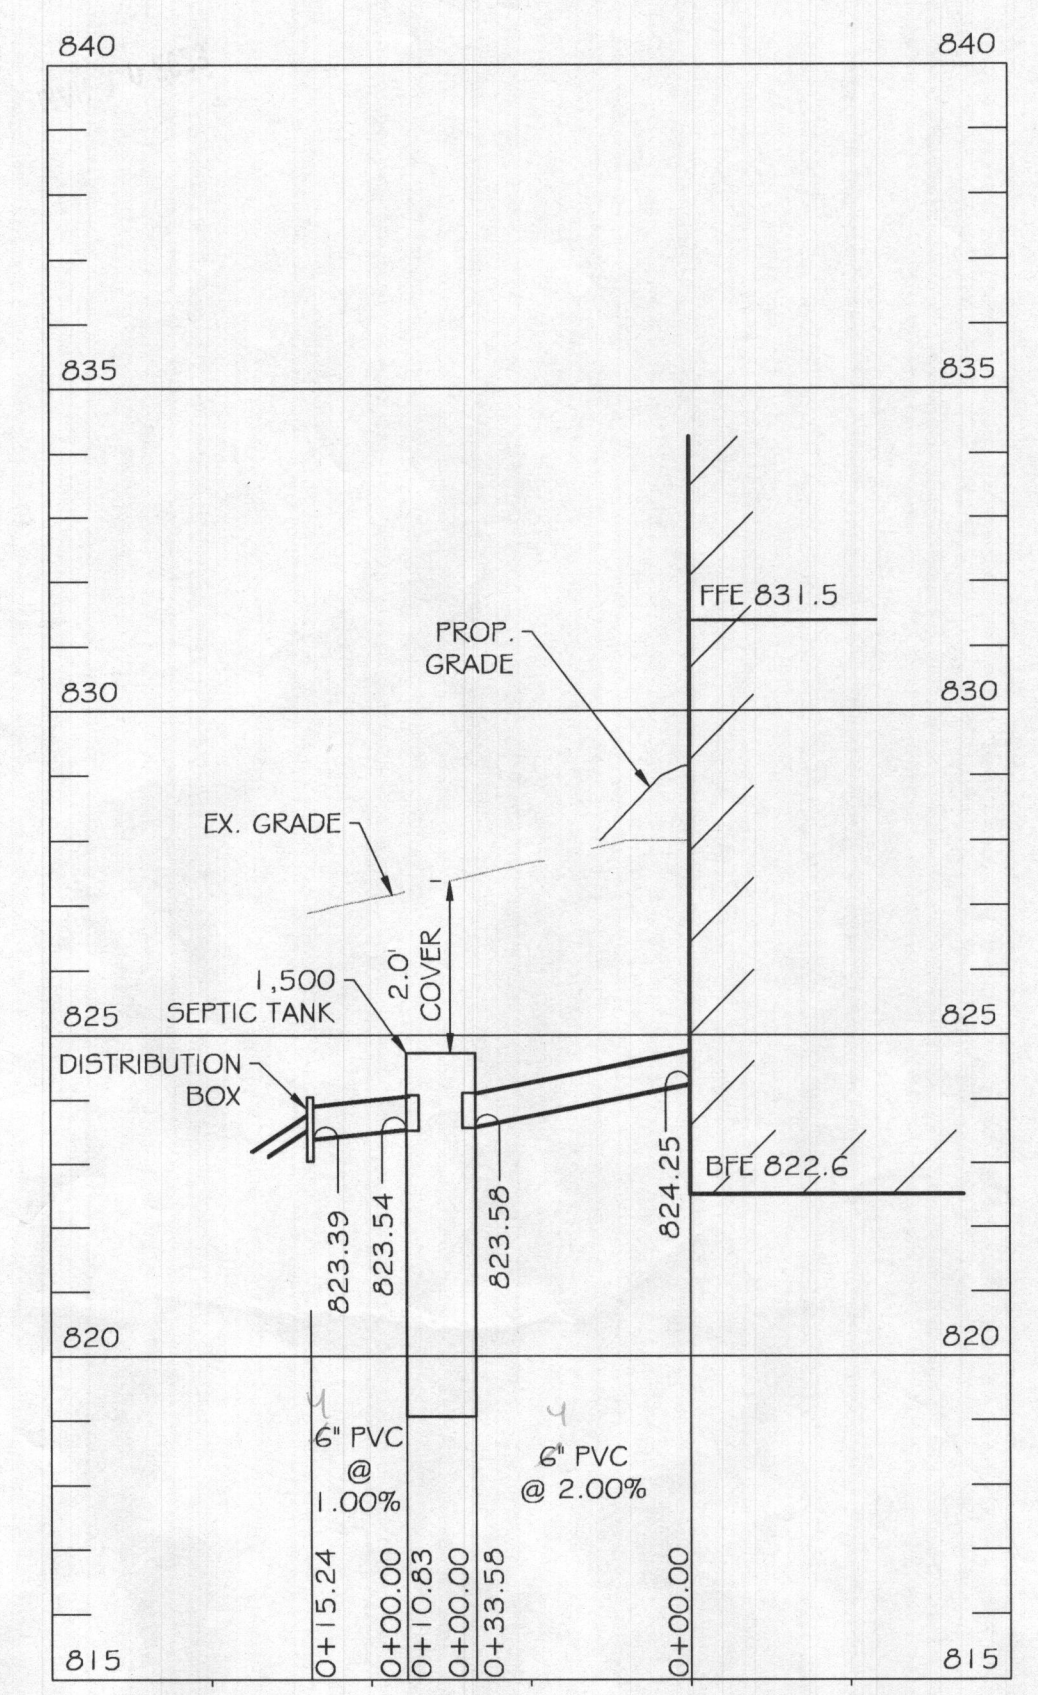 840
840
835
835
FFE 831.5
PROP.
GRADE
830
830
EX. GRADE
2.0'
COVER
1,500
SEPTIC TANK
825
825
DISTRIBUTION
BOX
BFE 822.6
823.39
823.54
823.58
824.25
820
820
4
4
6" PVC
@
1.00%
6" PVC
@ 2.00%
0+15.24
0+00.00
0+10.83
0+00.00
0+33.58
0+00.00
815
815